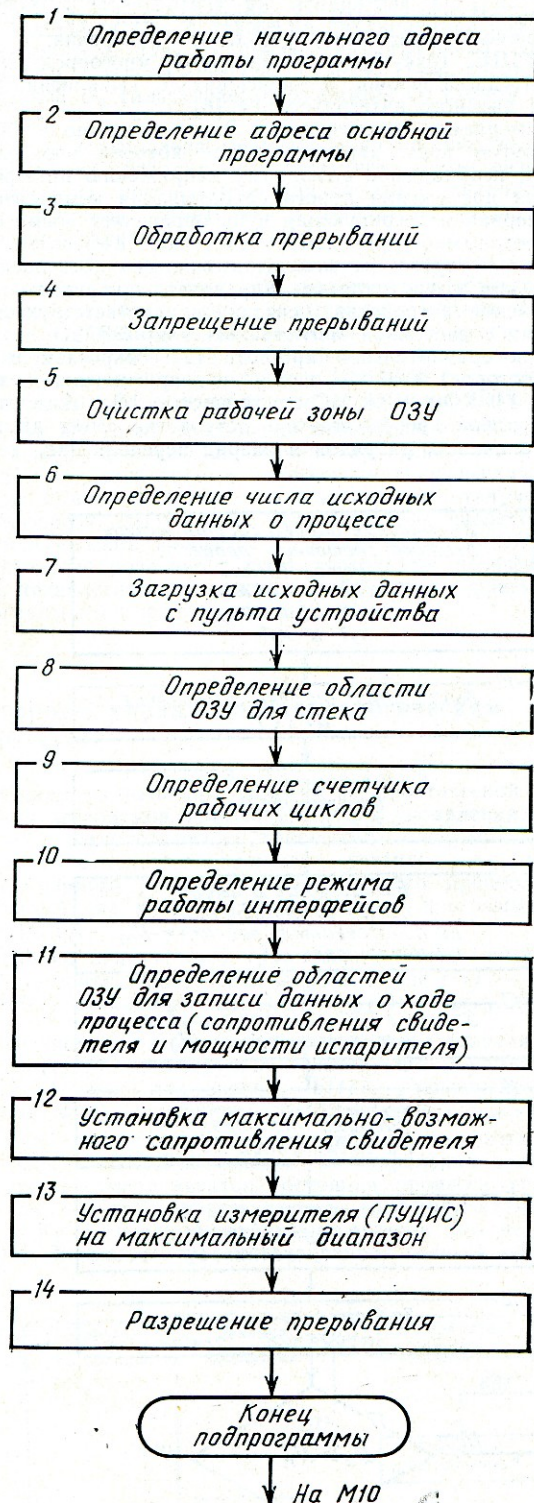 1
Определение начального адреса
работы программы
2
Определение адреса основной
программы
3
Обработка прерываний
4
Запрещение прерываний
5
Очистка рабочей зоны ОЗУ
6
Определение числа исходных
данных о процессе
7
Загрузка исходных данных
с пульта устройства
8
Определение области
ОЗУ для стека
9
Определение счетчика
рабочих циклов
10
Определение режима
работы интерфейсов
11
Определение областей
ОЗУ для записи данных о ходе
процесса (сопротивления свиде-
теля и мощности испарителя)
12
Установка максимально-возмож-
ного сопротивления свидетеля
13
Установка измерителя (ПУЦИС)
на максимальный диапазон
14
Разрешение прерывания
Конец
подпрограммы
На М10